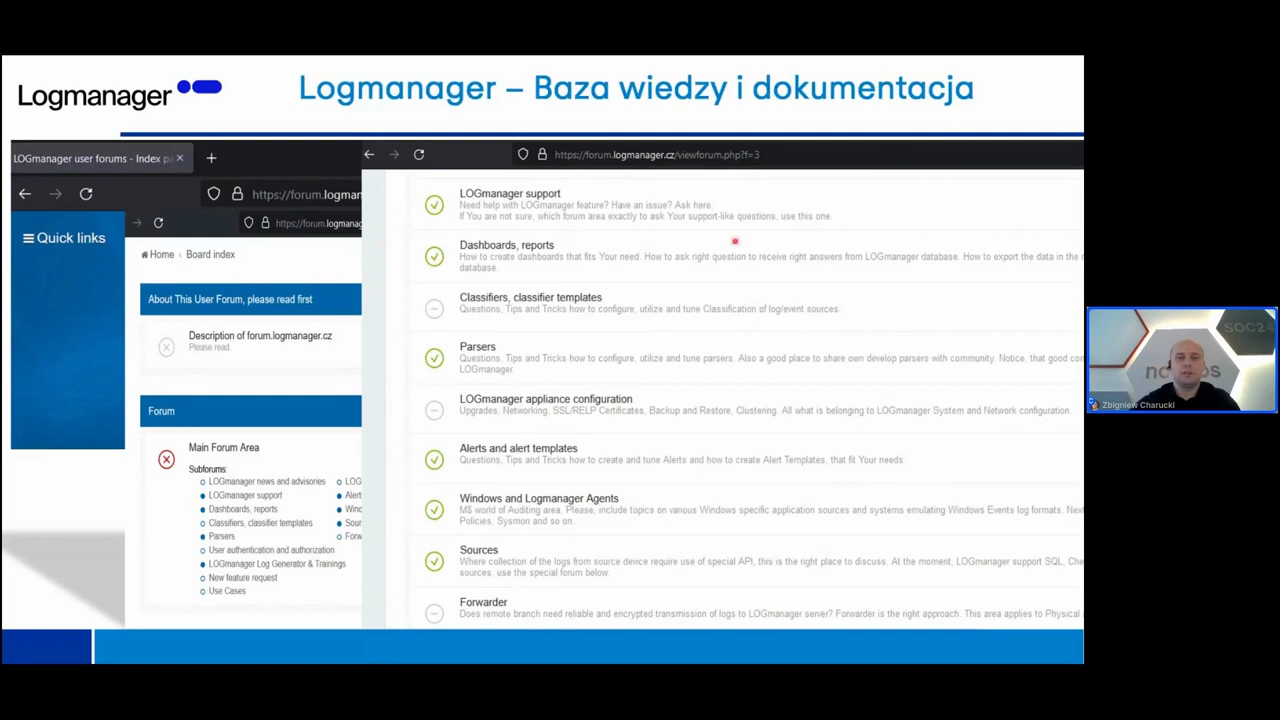 Logmanager
Logmanager – Baza wiedzy i dokumentacja
LOGmanager user forums - Index pa
https://forum.logman
Quick links
https://forum.logmanag
Home ‹ Board index
About This User Forum, please read first
Description of forum.logmanager.cz
Please read.
Forum
Main Forum Area
Subforums:
LOGmanager news and advisories
LOG
LOGmanager support
Alert
Dashboards, reports
Wind
Classifiers, classifier templates
Sour
Parsers
Forw
User authentication and authorization
LOGmanager Log Generator & Trainings
New feature request
Use Cases
https://forum.logmanager.cz/viewforum.php?f=3
LOGmanager support
Need help with LOGmanager feature? Have an issue? Ask here.
If You are not sure, which forum area exactly to ask Your support-like questions, use this one.
Dashboards, reports
How to create dashboards that fits Your need. How to ask right question to receive right answers from LOGmanager database. How to export the data in the r
database.
Classifiers, classifier templates
Questions, Tips and Tricks how to configure, utilize and tune Classification of log/event sources.
Parsers
Questions, Tips and Tricks how to configure, utilize and tune parsers. Also a good place to share own develop parsers with community. Notice, that good co
LOGmanager.
LOGmanager appliance configuration
Upgrades, Networking, SSL/RELP Certificates, Backup and Restore, Clustering. All what is belonging to LOGmanager System and Network configuration.
Alerts and alert templates
Questions, Tips and Tricks how to create and tune Alerts and how to create Alert Templates, that fit Your needs.
Windows and Logmanager Agents
M$ world of Auditing area. Please, include topics on various Windows specific application sources and systems emulating Windows Events log formats. Next
Policies, Sysmon and so on.
Sources
Where collection of the logs from source device require use of special API, this is the right place to discuss. At the moment, LOGmanager support SQL, Che
sources, use the special forum below.
Forwarder
Does remote branch need reliable and encrypted transmission of logs to LOGmanager server? Forwarder is the right approach. This area applies to Physical a
SOC24
Zbigniew Charucki